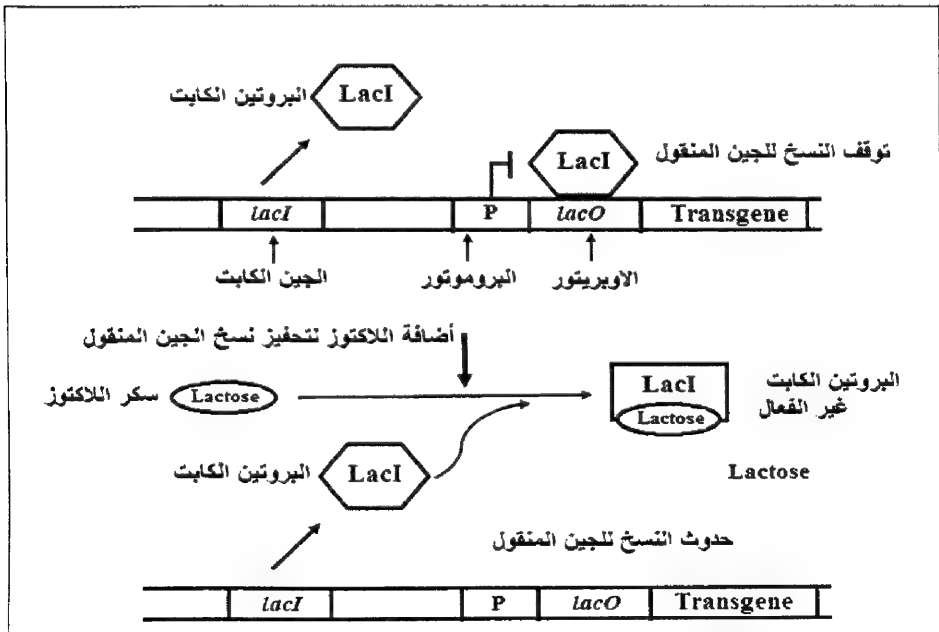 LacI
البروتين الكابت
LacI
توقف النسخ للجين المنقول
lacI P lacO Transgene
الجين الكابت البروموتور الاوبريتور
أضافة اللاكتوز لتحفيز نسخ الجين المنقول
سكر اللاكتوز Lactose
LacI
Lactose
البروتين الكابت
غير الفعال
البروتين الكابت LacI
Lactose
حدوث النسخ للجين المنقول
lacI P lacO Transgene